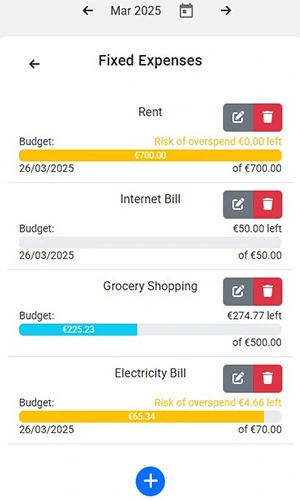 Mar 2025
Fixed Expenses
Rent
Budget: Risk of overspend €0.00 left
€700.00
26/03/2025 of €700.00
Internet Bill
Budget: €50.00 left
26/03/2025 of €50.00
Grocery Shopping
Budget: €274.77 left
€225.23
of €500.00
Electricity Bill
Budget: Risk of overspend €4.66 left
€65.34
26/03/2025 of €70.00